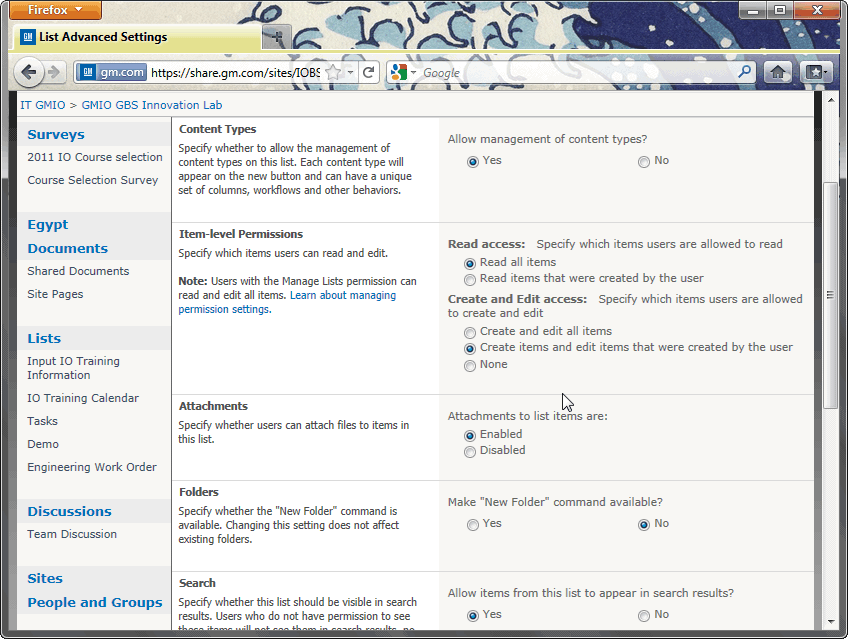 Firefox
GM List Advanced Settings
GM gm.com https://share.gm.com/sites/IOBS
Google
IT GMIO > GMIO GBS Innovation Lab
Surveys
2011 IO Course selection
Course Selection Survey
Egypt
Documents
Shared Documents
Site Pages
Lists
Input IO Training
Information
IO Training Calendar
Tasks
Demo
Engineering Work Order
Discussions
Team Discussion
Sites
People and Groups
Content Types
Specify whether to allow the management of
content types on this list. Each content type will
appear on the new button and can have a unique
set of columns, workflows and other behaviors.
Allow management of content types?
Yes No
Item-level Permissions
Specify which items users can read and edit.
Note: Users with the Manage Lists permission can
read and edit all items. Learn about managing
permission settings.
Read access: Specify which items users are allowed to read
Read all items
Read items that were created by the user
Create and Edit access: Specify which items users are allowed
to create and edit
Create and edit all items
Create items and edit items that were created by the user
None
Attachments
Specify whether users can attach files to items in
this list.
Attachments to list items are:
Enabled
Disabled
Folders
Specify whether the "New Folder" command is
available. Changing this setting does not affect
existing folders.
Make "New Folder" command available?
Yes No
Search
Specify whether this list should be visible in search
results. Users who do not have permission to see
these items will not see them in search results, no
Allow items from this list to appear in search results?
Yes No